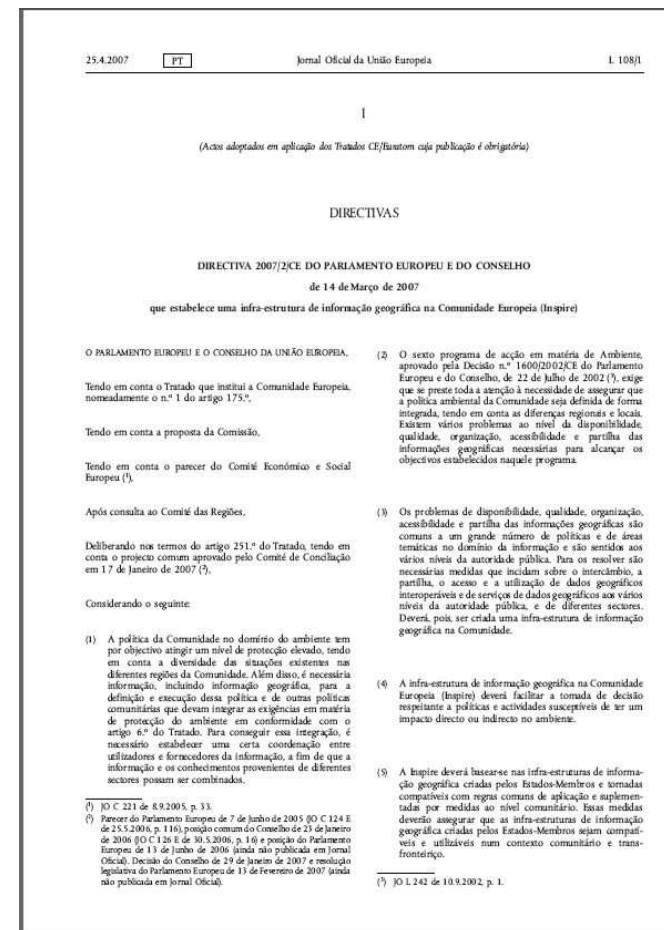 25.4.2007 PT Jornal Oficial da União Europeia L 108/1
I
(Actos adoptados em aplicação dos Tratados CE/Euratom cuja publicação é obrigatória)
DIRECTIVAS
DIRECTIVA 2007/2/CE DO PARLAMENTO EUROPEU E DO CONSELHO
de 14 de Março de 2007
que estabelece uma infra-estrutura de informação geográfica na Comunidade Europeia (Inspire)
O PARLAMENTO EUROPEU E O CONSELHO DA UNIÃO EUROPEIA,
Tendo em conta o Tratado que institui a Comunidade Europeia,
nomeadamente o n.º 1 do artigo 175.º,
Tendo em conta a proposta da Comissão,
Tendo em conta o parecer do Comité Económico e Social
Europeu (1),
Após consulta ao Comité das Regiões,
Deliberando nos termos do artigo 251.º do Tratado, tendo em
conta o projecto comum aprovado pelo Comité de Conciliação
em 17 de Janeiro de 2007 (2),
Considerando o seguinte:
(1) A política da Comunidade no domínio do ambiente tem
por objectivo atingir um nível de protecção elevado, tendo
em conta a diversidade das situações existentes nas
diferentes regiões da Comunidade. Além disso, é necessária
informação, incluindo informação geográfica, para a
definição e execução dessa política e de outras políticas
comunitárias que devam integrar as exigências em matéria
de protecção do ambiente em conformidade com o
artigo 6.º do Tratado. Para conseguir essa integração, é
necessário estabelecer uma certa coordenação entre
utilizadores e fornecedores da informação, a fim de que a
informação e os conhecimentos provenientes de diferentes
sectores possam ser combinados.
(1) JO C 221 de 8.9.2005, p. 33.
(2) Parecer do Parlamento Europeu de 7 de Junho de 2005 (JO C 124 E
de 25.5.2006, p. 116), posição comum do Conselho de 23 de Janeiro
de 2006 (JO C 126 E de 30.5.2006, p. 16) e posição do Parlamento
Europeu de 13 de Junho de 2006 (ainda não publicada em Jornal
Oficial). Decisão do Conselho de 29 de Janeiro de 2007 e resolução
legislativa do Parlamento Europeu de 13 de Fevereiro de 2007 (ainda
não publicada em Jornal Oficial).
(2) O sexto programa de acção em matéria de Ambiente,
aprovado pela Decisão n.º 1600/2002/CE do Parlamento
Europeu e do Conselho, de 22 de Julho de 2002 (3), exige
que se preste toda a atenção à necessidade de assegurar que
a política ambiental da Comunidade seja definida de forma
integrada, tendo em conta as diferenças regionais e locais.
Existem vários problemas ao nível da disponibilidade,
qualidade, organização, acessibilidade e partilha das
informações geográficas necessárias para alcançar os
objectivos estabelecidos naquele programa.
(3) Os problemas de disponibilidade, qualidade, organização,
acessibilidade e partilha das informações geográficas são
comuns a um grande número de políticas e de áreas
temáticas no domínio da informação e são sentidos aos
vários níveis da autoridade pública. Para os resolver são
necessárias medidas que incidam sobre o intercâmbio, a
partilha, o acesso e a utilização de dados geográficos
interoperáveis e de serviços de dados geográficos aos vários
níveis da autoridade pública, e de diferentes sectores.
Deverá, pois, ser criada uma infra-estrutura de informação
geográfica na Comunidade.
(4) A infra-estrutura de informação geográfica na Comunidade
Europeia (Inspire) deverá facilitar a tomada de decisão
respeitante a políticas e actividades susceptíveis de ter um
impacto directo ou indirecto no ambiente.
(5) A Inspire deverá basear-se nas infra-estruturas de informa-
ção geográfica criadas pelos Estados-Membros e tornadas
compatíveis com regras comuns de aplicação e suplemen-
tadas por medidas ao nível comunitário. Essas medidas
deverão assegurar que as infra-estruturas de informação
geográfica criadas pelos Estados-Membros sejam compatí-
veis e utilizáveis num contexto comunitário e trans-
fronteiriço.
(3) JO L 242 de 10.9.2002, p. 1.